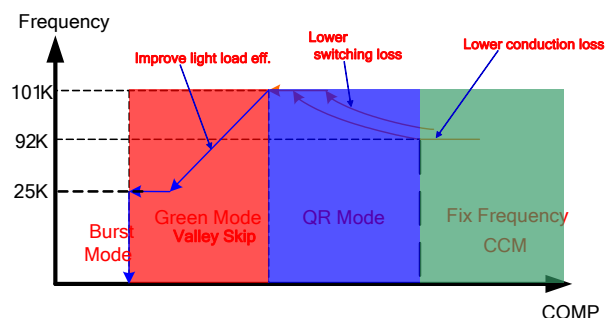 Frequency
Improve light load eff.
Lower
switching loss
Lower conduction loss
101K
92K
25K
Burst
Mode
Green Mode
Valley Skip
QR Mode
Fix Frequency
CCM
COMP